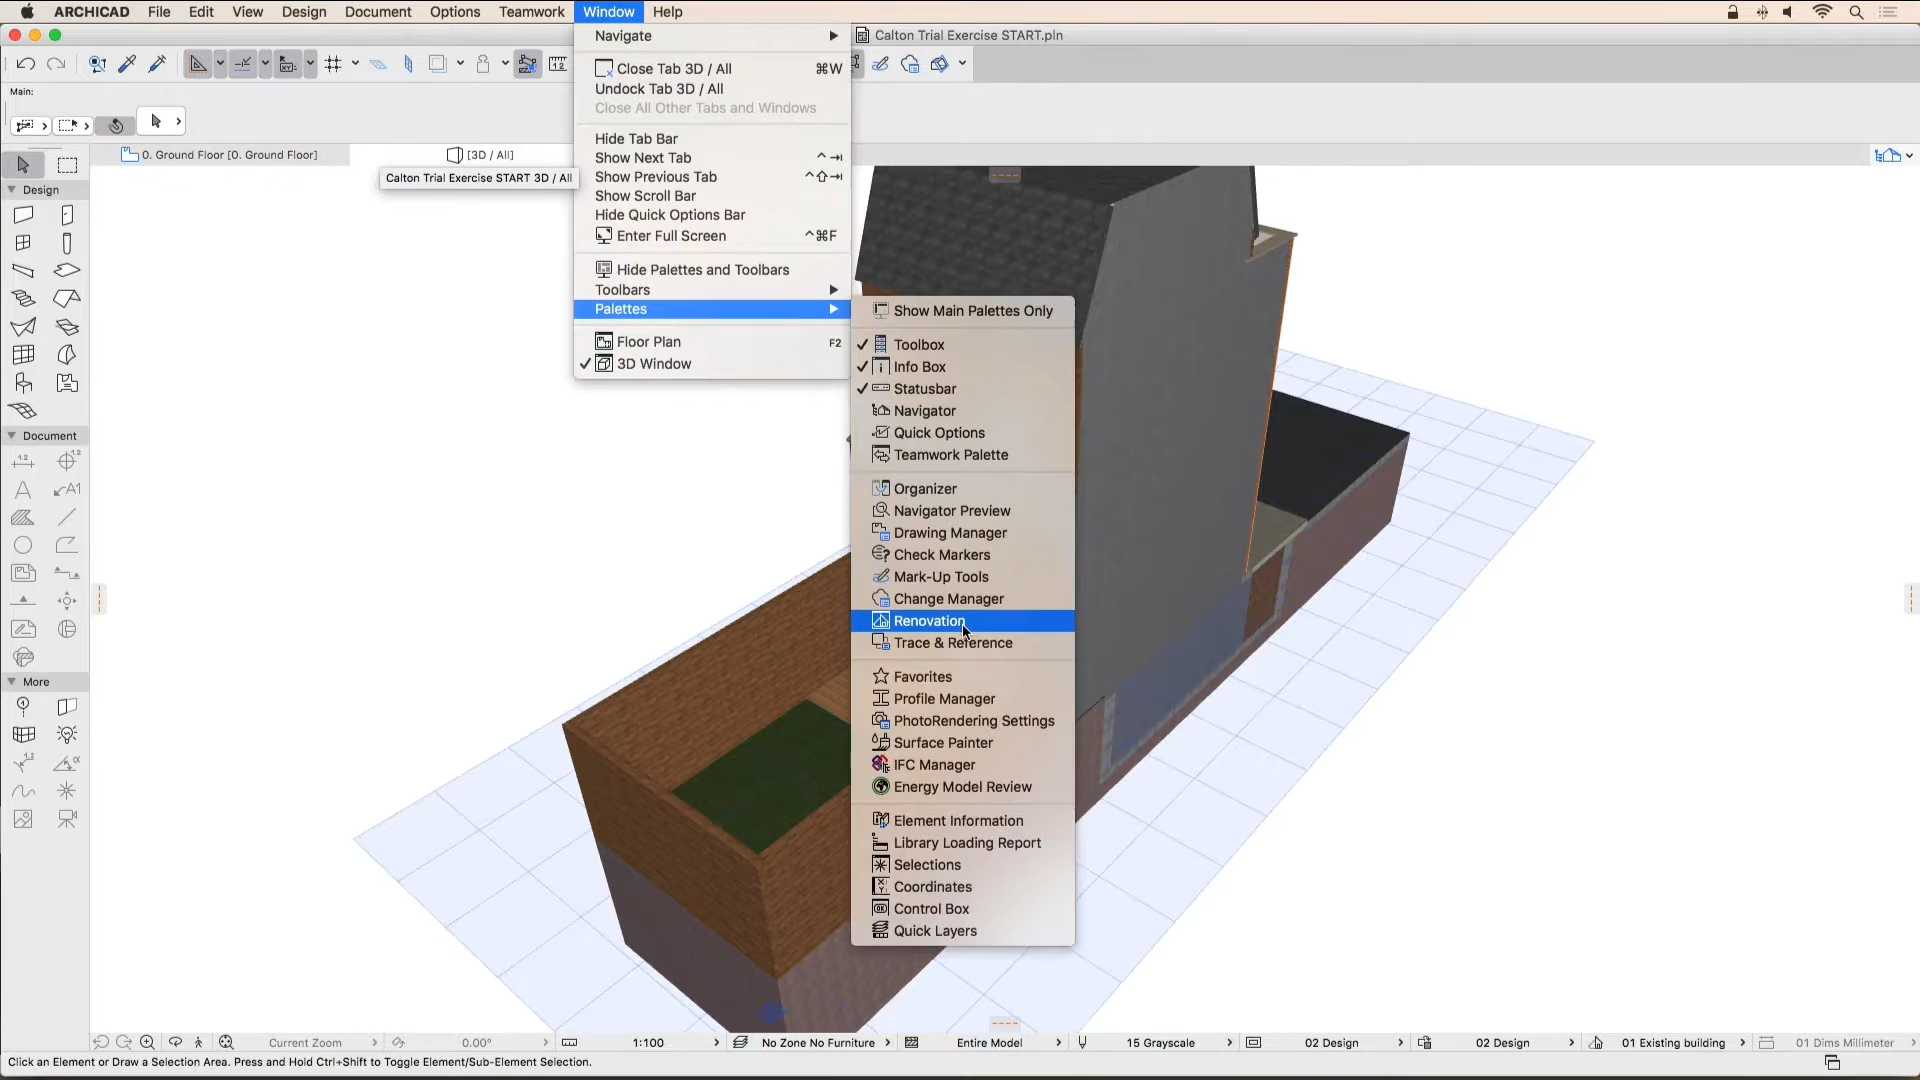 ARCHICAD File Edit View Design Document Options Teamwork Window Help
Calton Trial Exercise START.pln
Main:
0. Ground Floor [0. Ground Floor]
[3D / All]
Calton Trial Exercise START 3D / All
Design
Document
1.2
1.2
A
A1
More
1.2
α
Navigate
Close Tab 3D / All ⌘W
Undock Tab 3D / All
Close All Other Tabs and Windows
Hide Tab Bar
Show Next Tab ^⇥
Show Previous Tab ^⇧⇥
Show Scroll Bar
Hide Quick Options Bar
Enter Full Screen ^⌘F
Hide Palettes and Toolbars
Toolbars
Palettes
Floor Plan F2
3D Window
Show Main Palettes Only
Toolbox
Info Box
Statusbar
Navigator
Quick Options
Teamwork Palette
Organizer
Navigator Preview
Drawing Manager
Check Markers
Mark-Up Tools
Change Manager
Renovation
Trace & Reference
Favorites
Profile Manager
PhotoRendering Settings
Surface Painter
IFC Manager
Energy Model Review
Element Information
Library Loading Report
Selections
Coordinates
Control Box
Quick Layers
Current Zoom 0.00° 1:100 No Zone No Furniture Entire Model 15 Grayscale 02 Design 02 Design 01 Existing building 01 Dims Millimeter
Click an Element or Draw a Selection Area. Press and Hold Ctrl+Shift to Toggle Element/Sub-Element Selection.